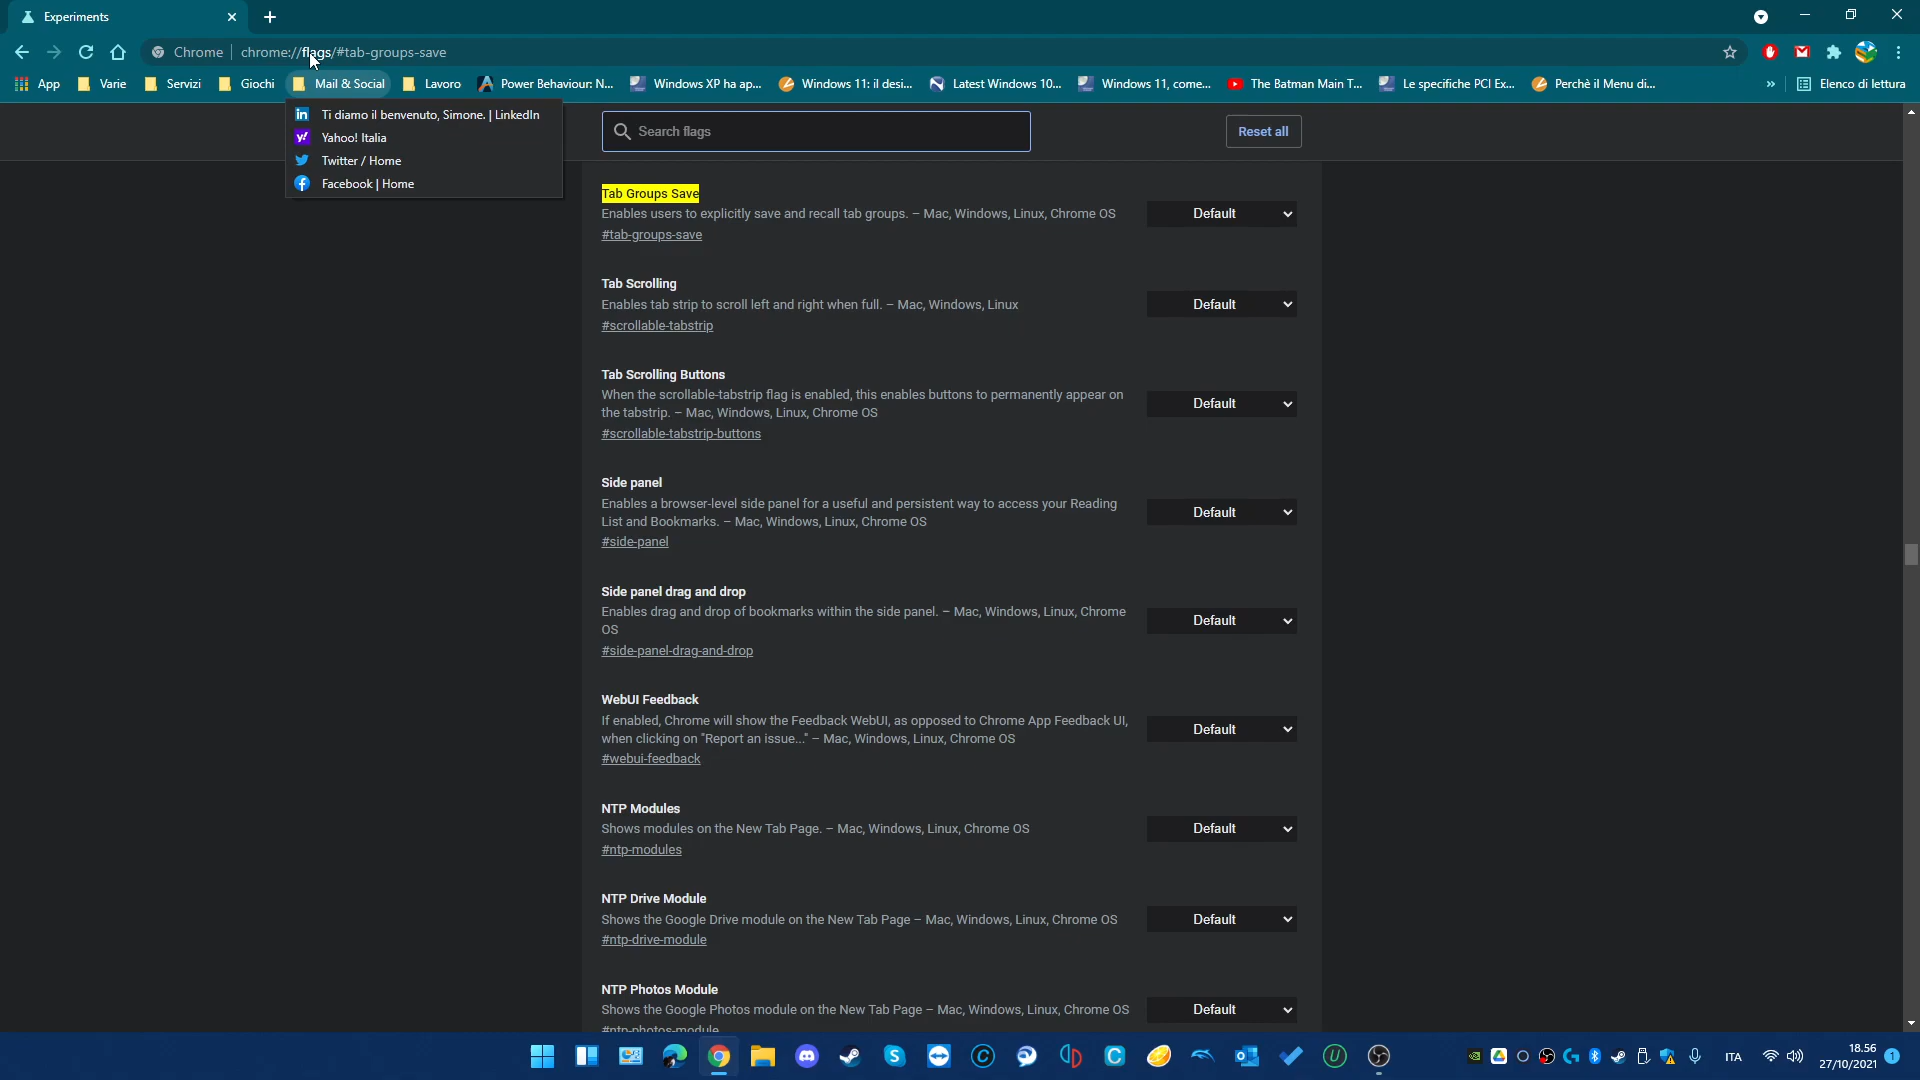 Experiments
Chrome chrome://flags/#tab-groups-save
App Varie Servizi Giochi Mail & Social Lavoro Power Behaviour: N... Windows XP ha ap... Windows 11: il desi... Latest Windows 10... Windows 11, come... The Batman Main T... Le specifiche PCI Ex... Perchè il Menu di... » Elenco di lettura
Ti diamo il benvenuto, Simone. | LinkedIn
Yahoo! Italia
Twitter / Home
Facebook | Home
Search flags
Reset all
Tab Groups Save
Enables users to explicitly save and recall tab groups. – Mac, Windows, Linux, Chrome OS
#tab-groups-save
Default
Tab Scrolling
Enables tab strip to scroll left and right when full. – Mac, Windows, Linux
#scrollable-tabstrip
Default
Tab Scrolling Buttons
When the scrollable-tabstrip flag is enabled, this enables buttons to permanently appear on
the tabstrip. – Mac, Windows, Linux, Chrome OS
#scrollable-tabstrip-buttons
Default
Side panel
Enables a browser-level side panel for a useful and persistent way to access your Reading
List and Bookmarks. – Mac, Windows, Linux, Chrome OS
#side-panel
Default
Side panel drag and drop
Enables drag and drop of bookmarks within the side panel. – Mac, Windows, Linux, Chrome
OS
#side-panel-drag-and-drop
Default
WebUI Feedback
If enabled, Chrome will show the Feedback WebUI, as opposed to Chrome App Feedback UI,
when clicking on "Report an issue..." – Mac, Windows, Linux, Chrome OS
#webui-feedback
Default
NTP Modules
Shows modules on the New Tab Page. – Mac, Windows, Linux, Chrome OS
#ntp-modules
Default
NTP Drive Module
Shows the Google Drive module on the New Tab Page – Mac, Windows, Linux, Chrome OS
#ntp-drive-module
Default
NTP Photos Module
Shows the Google Photos module on the New Tab Page – Mac, Windows, Linux, Chrome OS
#ntp-photos-module
Default
ITA
18.56
27/10/2021
1